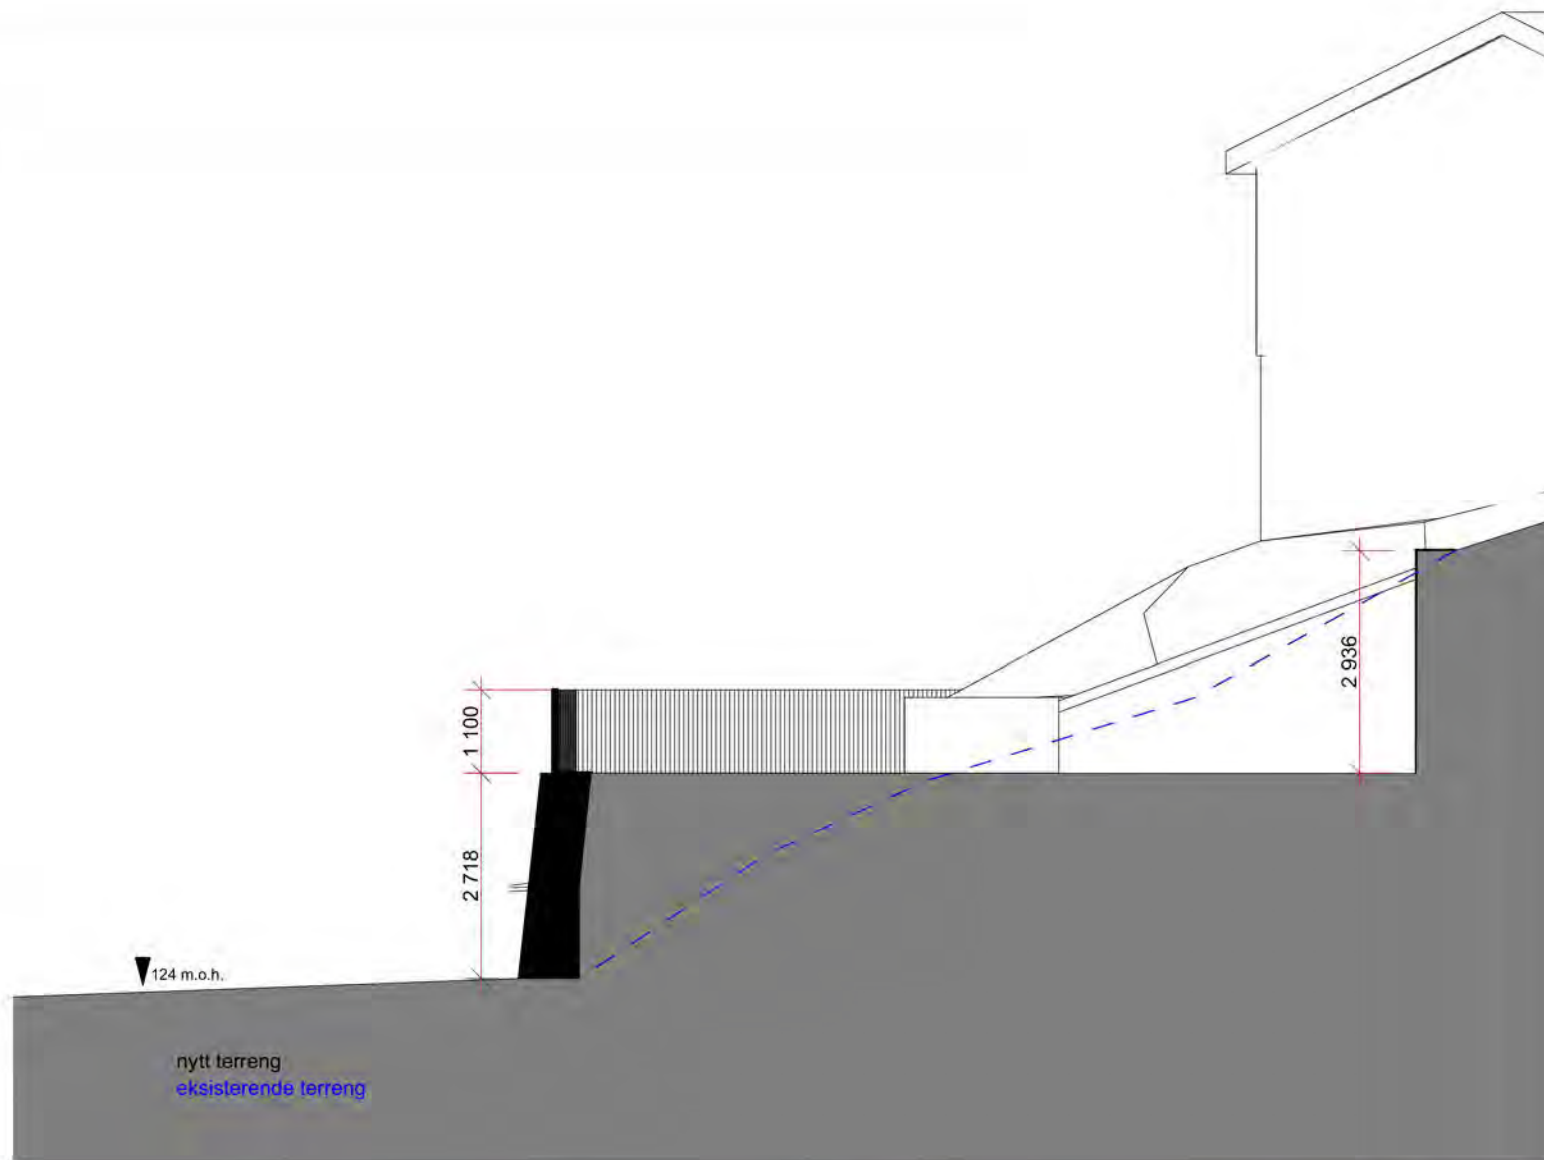 2 936
1 100
2 718
124 m.o.h.
nytt terreng
eksisterende terreng